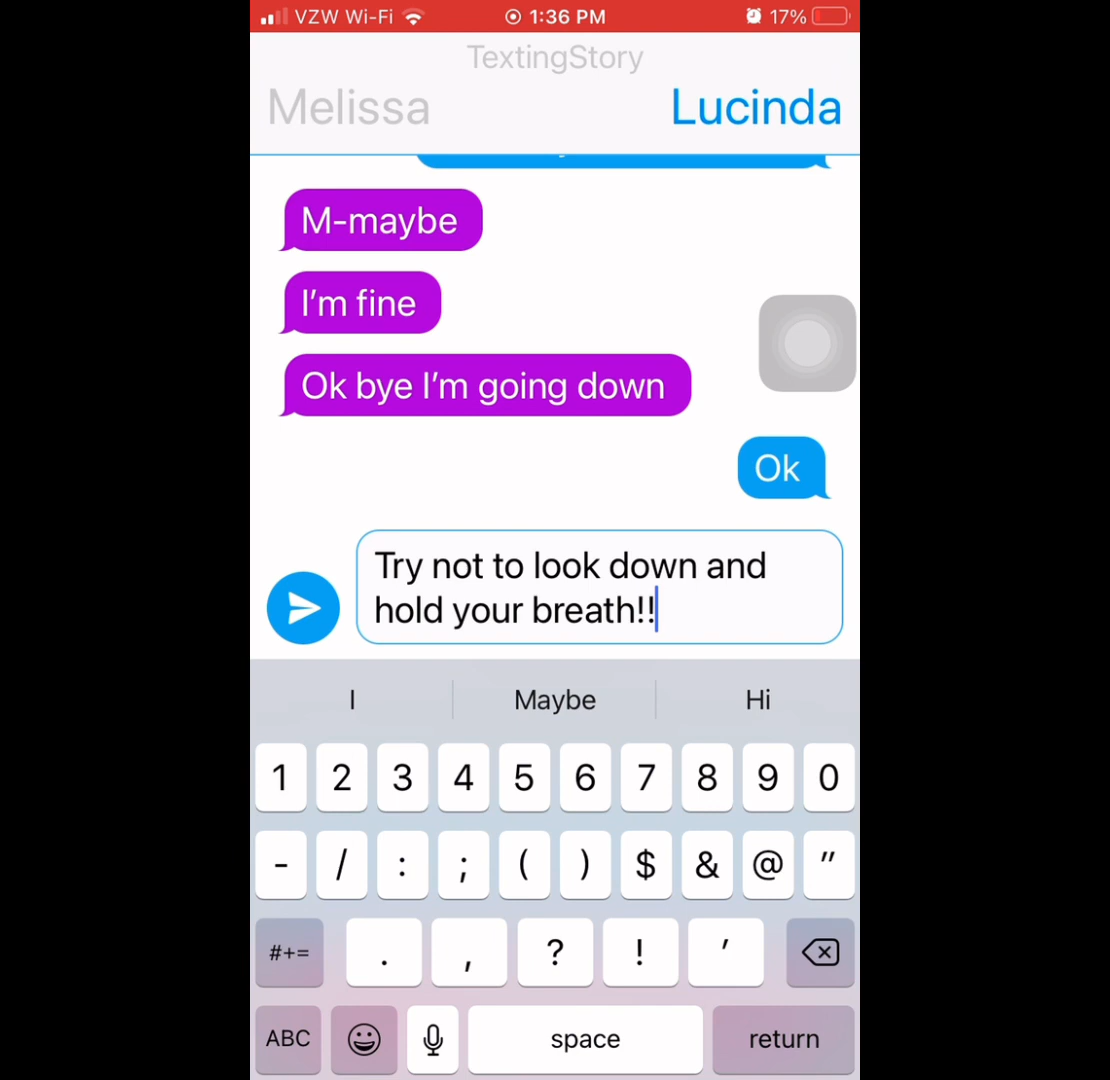 VZW Wi-Fi 1:36 PM 17%
TextingStory
Melissa Lucinda
M-maybe
I'm fine
Ok bye I'm going down
Ok
Try not to look down and
hold your breath!!
I Maybe Hi
1 2 3 4 5 6 7 8 9 0
- / : ; ( ) $ & @ "
#+= . , ? ! '
ABC space return